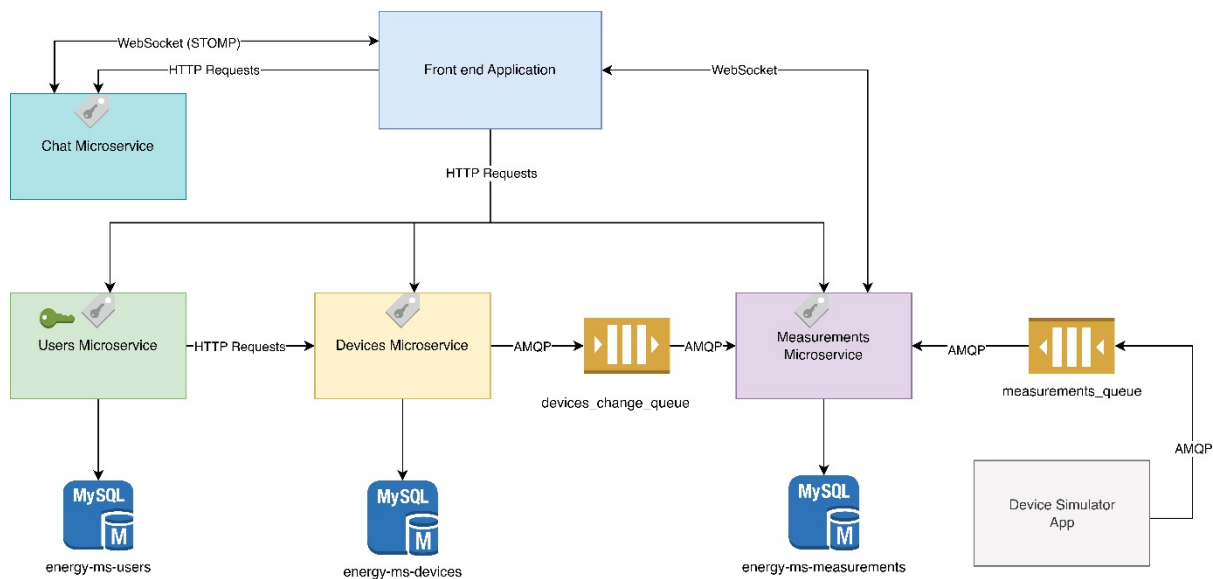 WebSocket (STOMP)
HTTP Requests
Front end Application
WebSocket
Chat Microservice
HTTP Requests
Users Microservice
HTTP Requests
Devices Microservice
AMQP
AMQP
devices_change_queue
Measurements
Microservice
AMQP
measurements_queue
AMQP
Device Simulator
App
MySQL
M
energy-ms-users
MySQL
M
energy-ms-devices
MySQL
M
energy-ms-measurements